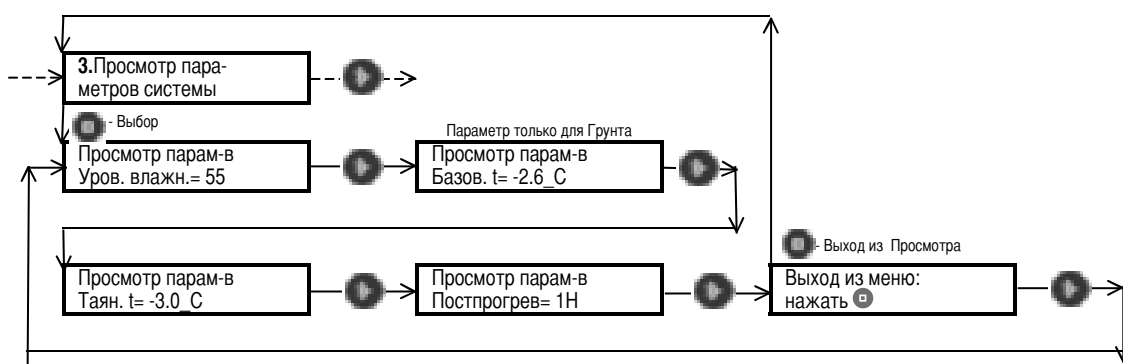 3.Просмотр пара-
метров системы
- Выбор
Параметр только для Грунта
Просмотр парам-в
Уров. влажн.= 55
Просмотр парам-в
Базов. t= -2.6_C
- Выход из Просмотра
Просмотр парам-в
Таян. t= -3.0_C
Просмотр парам-в
Постпрогрев= 1Н
Выход из меню:
нажать